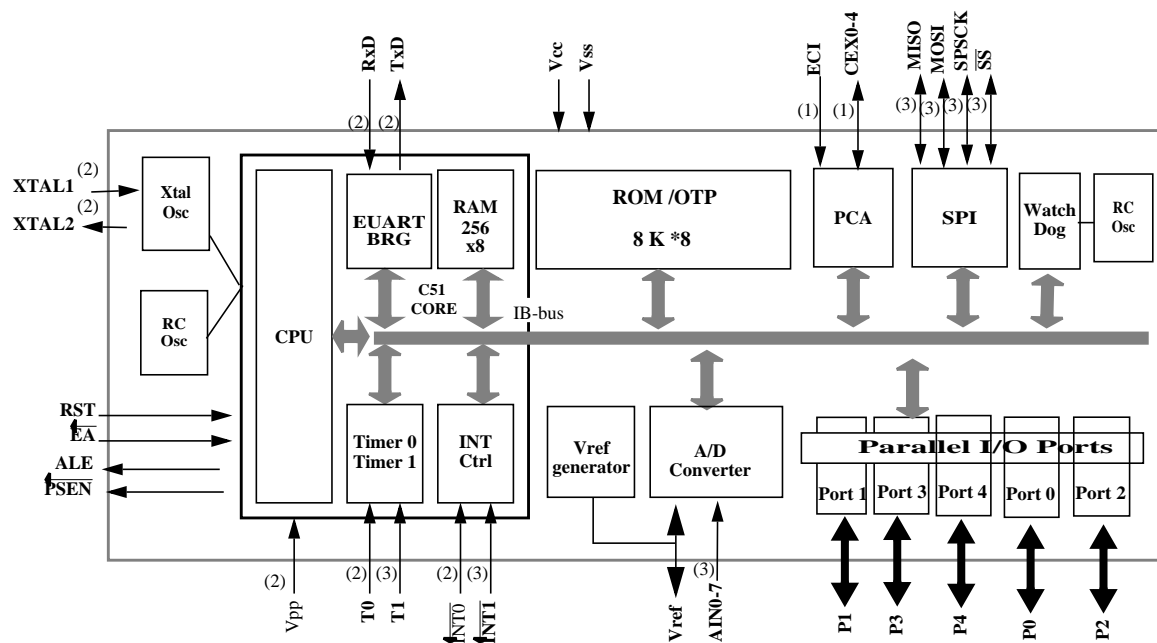 RxD
TxD
Vcc
Vss
ECI
CEX0-4
MISO
MOSI
SPSCK
SS
(2)
(2)
(1)
(1)
(3)
(3)
(3)
(3)
XTAL1
(2)
XTAL2
(2)
Xtal
Osc
RC
Osc
CPU
EUART
BRG
RAM
256
x8
C51
CORE
IB-bus
ROM /OTP
8 K *8
PCA
SPI
Watch
Dog
RC
Osc
RST
EA
ALE
PSEN
Timer 0
Timer 1
INT
Ctrl
Vref
generator
A/D
Converter
Parallel I/O Ports
Port 1
Port 3
Port 4
Port 0
Port 2
(2)
(2)
(3)
(2)
(3)
(3)
Vpp
T0
T1
INT0
INT1
Vref
AIN0-7
P1
P3
P4
P0
P2